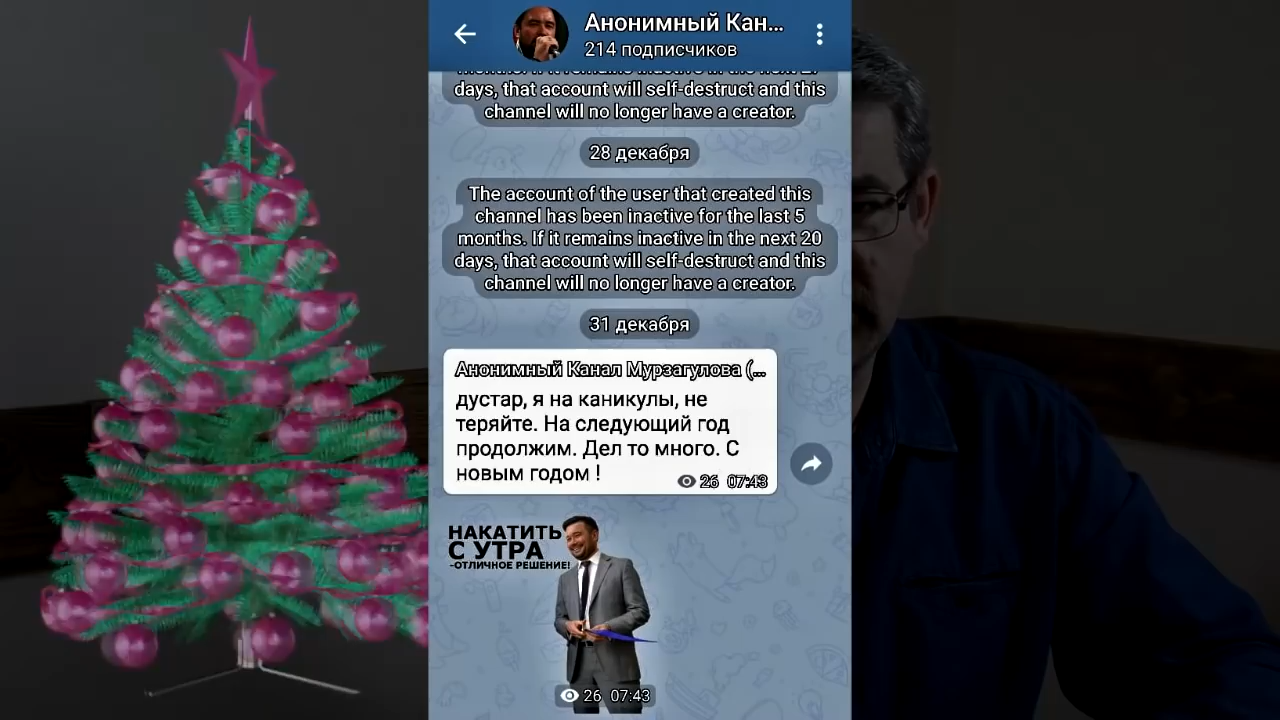 Анонимный Кан...
214 подписчиков
days, that account will self-destruct and this
channel will no longer have a creator.
28 декабря
The account of the user that created this
channel has been inactive for the last 5
months. If it remains inactive in the next 20
days, that account will self-destruct and this
channel will no longer have a creator.
31 декабря
Анонимный Канал Мурзагулова (...
дустар, я на каникулы, не
теряйте. На следующий год
продолжим. Дел то много. С
новым годом !
26 07:43
НАКАТИТЬ
С УТРА
-ОТЛИЧНОЕ РЕШЕНИЕ!
26 07:43